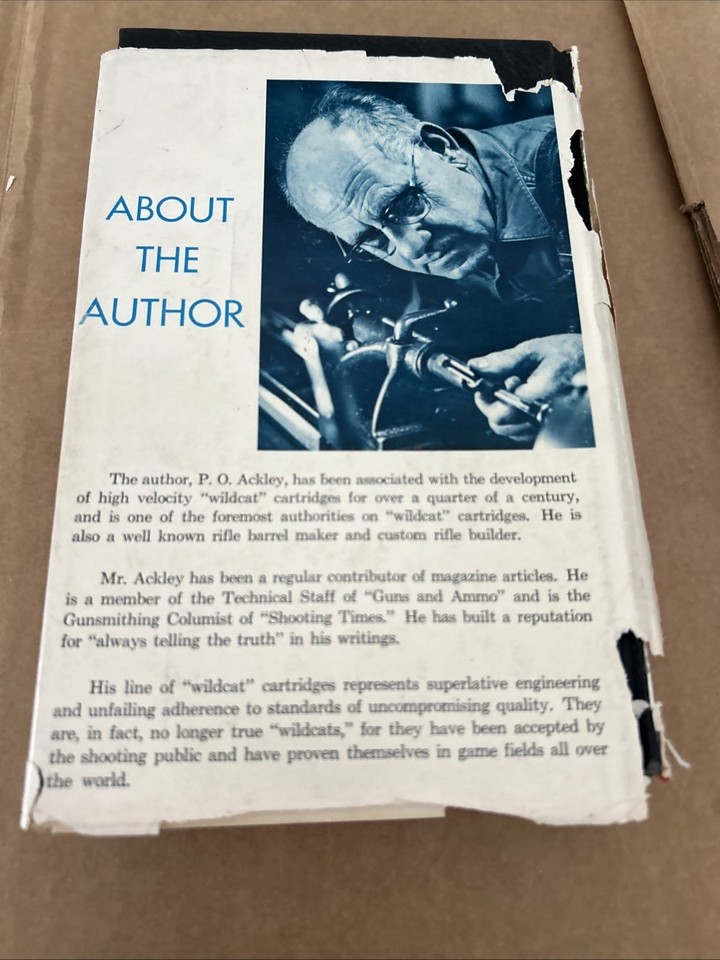 ABOUT
THE
AUTHOR
The author, P. O. Ackley, has been associated with the development
of high velocity “wildcat” cartridges for over a quarter of a century,
and is one of the foremost authorities on “wildcat” cartridges. He is
also a well known rifle barrel maker and custom rifle builder.
Mr. Ackley has been a regular contributor of magazine articles. He
is a member of the Technical Staff of “Guns and Ammo” and is the
Gunsmithing Columist of “Shooting Times.” He has built a reputation
for “always telling the truth” in his writings.
His line of “wildcat” cartridges represents superlative engineering
and unfailing adherence to standards of uncompromising quality. They
are, in fact, no longer true “wildcats,” for they have been accepted by
the shooting public and have proven themselves in game fields all over
the world.